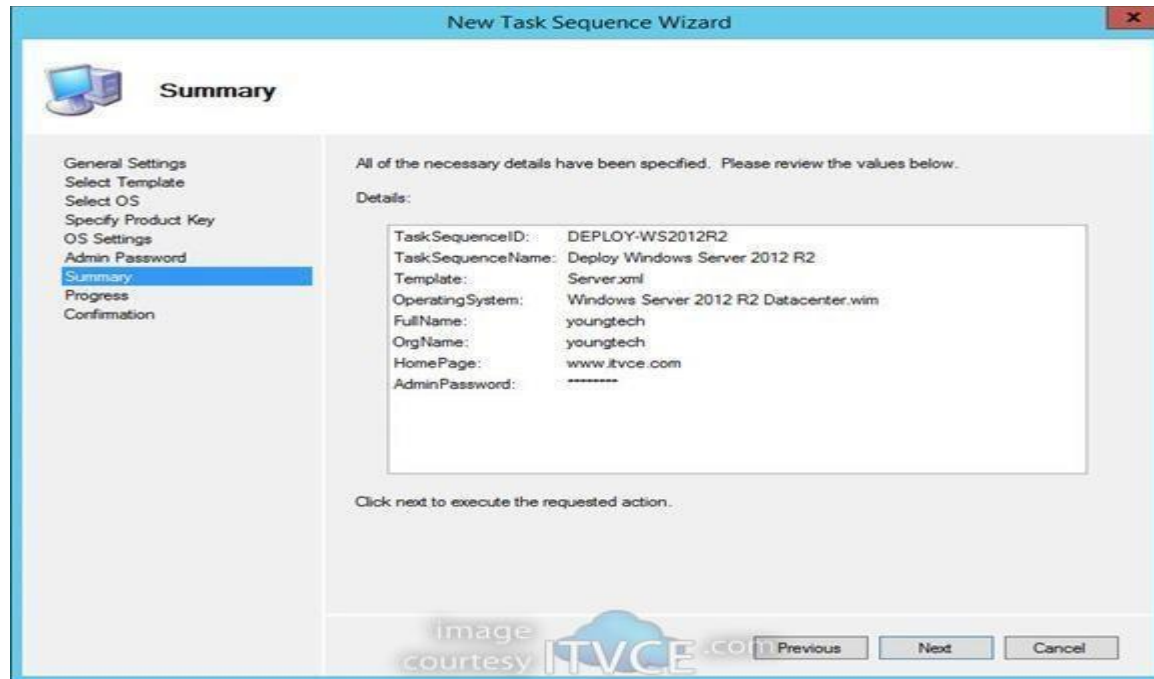 New Task Sequence Wizard
x
Summary
General Settings
Select Template
Select OS
Specify Product Key
OS Settings
Admin Password
Summary
Progress
Confirmation
All of the necessary details have been specified. Please review the values below.
Details:
TaskSequenceID: DEPLOY-WS2012R2
TaskSequenceName: Deploy Windows Server 2012 R2
Template: Server.xml
OperatingSystem: Windows Server 2012 R2 Datacenter.wim
FullName: youngtech
OrgName: youngtech
HomePage: www.itvce.com
AdminPassword: ********
Click next to execute the requested action.
image
courtesy ITVCE .com
Previous Next Cancel